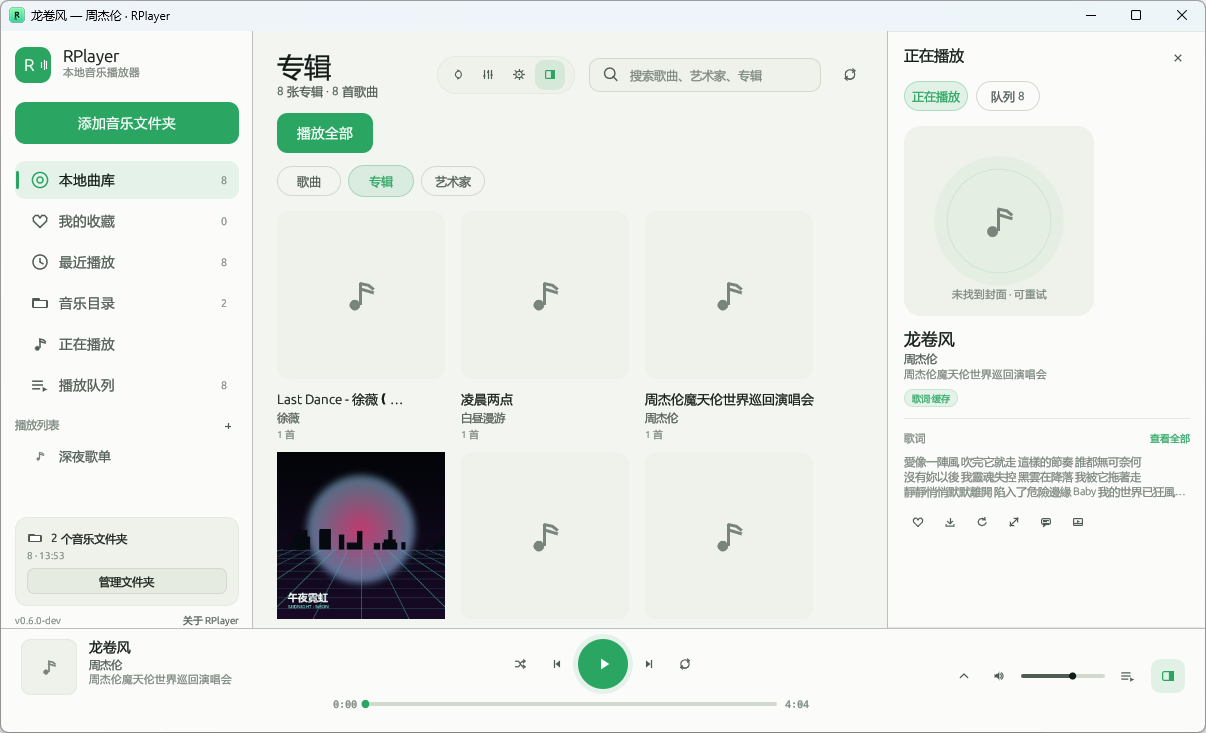 龙卷风 — 周杰伦 · RPlayer
RPlayer
本地音乐播放器
添加音乐文件夹
本地曲库 8
我的收藏 0
最近播放 8
音乐目录 2
正在播放
播放队列 8
播放列表 +
深夜歌单
2 个音乐文件夹
8 · 13:53
管理文件夹
v0.6.0-dev 关于 RPlayer
专辑
8 张专辑 · 8 首歌曲
搜索歌曲、艺术家、专辑
播放全部
歌曲 专辑 艺术家
Last Dance - 徐薇 ( …
徐薇
1 首
凌晨两点
白昼漫游
1 首
周杰伦魔天伦世界巡回演唱会
周杰伦
1 首
午夜霓虹
MIDNIGHT · NEON
正在播放
正在播放 队列 8
未找到封面 · 可重试
龙卷风
周杰伦
周杰伦魔天伦世界巡回演唱会
歌词·缓存
歌词 查看全部
愛像一陣風 吹完它就走 這樣的節奏 誰都無可奈何
沒有妳以後 我靈魂失控 黑雲在降落 我被它拖著走
靜靜悄悄默默離開 陷入了危險邊緣 Baby 我的世界已狂風…
龙卷风
周杰伦
周杰伦魔天伦世界巡回演唱会
0:00 4:04